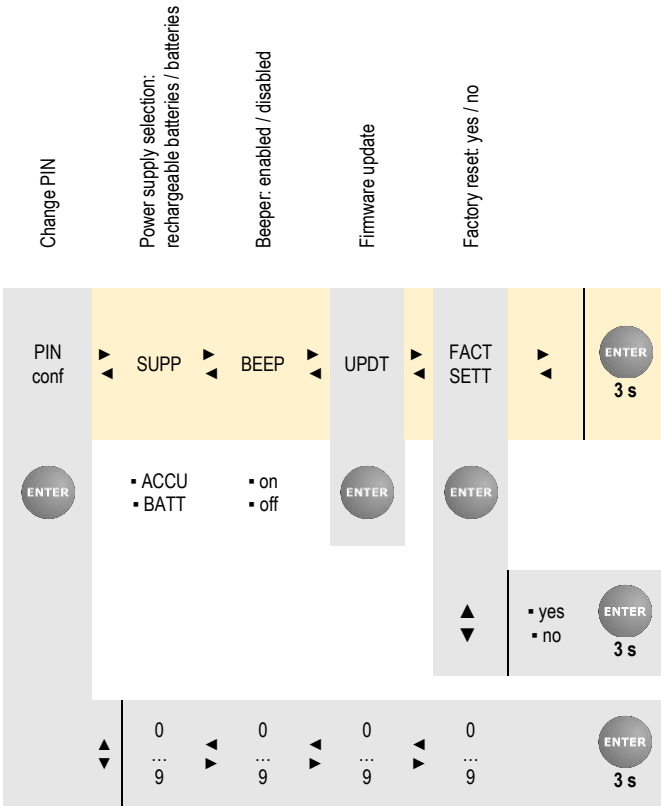 Change PIN
Power supply selection:
rechargeable batteries / batteries
Beeper: enabled / disabled
Firmware update
Factory reset: yes / no
PIN
conf
► ◄
SUPP
► ◄
BEEP
► ◄
UPDT
► ◄
FACT
SETT
► ◄
ENTER
3 s
ENTER
▪ ACCU
▪ BATT
▪ on
▪ off
ENTER
ENTER
▲
▼
▪ yes
▪ no
ENTER
3 s
▲
▼
0
…
9
◄ ►
0
…
9
◄ ►
0
…
9
◄ ►
0
…
9
ENTER
3 s